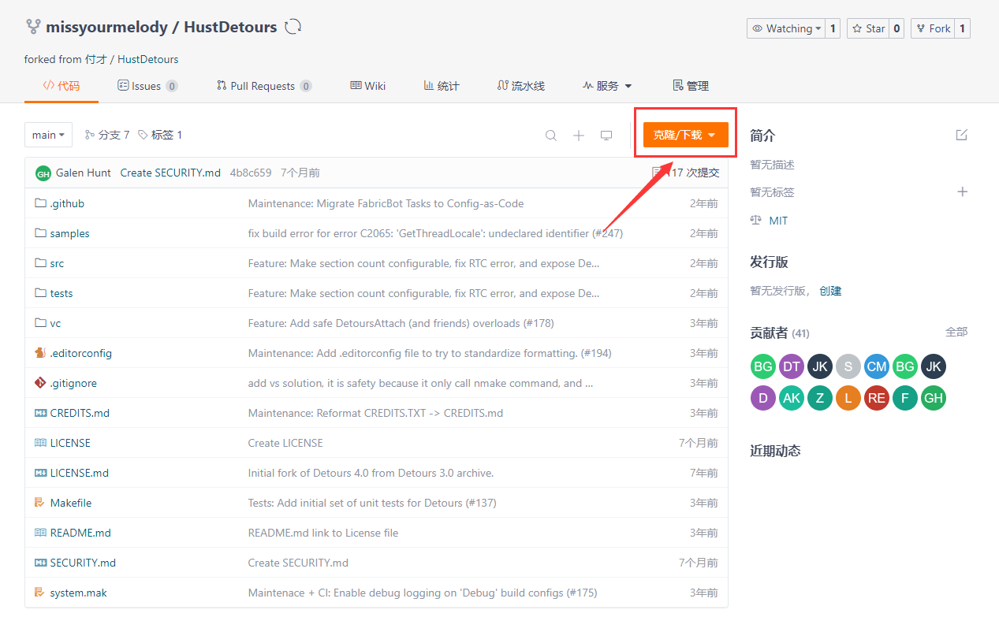 missyourmelody / HustDetours
Watching 1 Star 0 Fork 1
forked from 付才 / HustDetours
代码 Issues 0 Pull Requests 0 Wiki 统计 流水线 服务 管理
main 分支 7 标签 1 克隆/下载
GH Galen Hunt Create SECURITY.md 4b8c659 7个月前 117 次提交
.github Maintenance: Migrate FabricBot Tasks to Config-as-Code 2年前
samples fix build error for error C2065: 'GetThreadLocale': undeclared identifier (#247) 2年前
src Feature: Make section count configurable, fix RTC error, and expose De... 2年前
tests Feature: Make section count configurable, fix RTC error, and expose De... 2年前
vc Feature: Add safe DetoursAttach (and friends) overloads (#178) 3年前
.editorconfig Maintenance: Add .editorconfig file to try to standardize formatting. (#194) 3年前
.gitignore add vs solution, it is safety because it only call nmake command, and ... 3年前
CREDITS.md Maintenance: Reformat CREDITS.TXT -> CREDITS.md 3年前
LICENSE Create LICENSE 7个月前
LICENSE.md Initial fork of Detours 4.0 from Detours 3.0 archive. 7年前
Makefile Tests: Add initial set of unit tests for Detours (#137) 3年前
README.md README.md link to License file 3年前
SECURITY.md Create SECURITY.md 7个月前
system.mak Maintenace + CI: Enable debug logging on 'Debug' build configs (#175) 3年前
简介
暂无描述
暂无标签
MIT
发行版
暂无发行版， 创建
贡献者 (41) 全部
BG DT JK S CM BG JK
D AK Z L RE F GH
近期动态